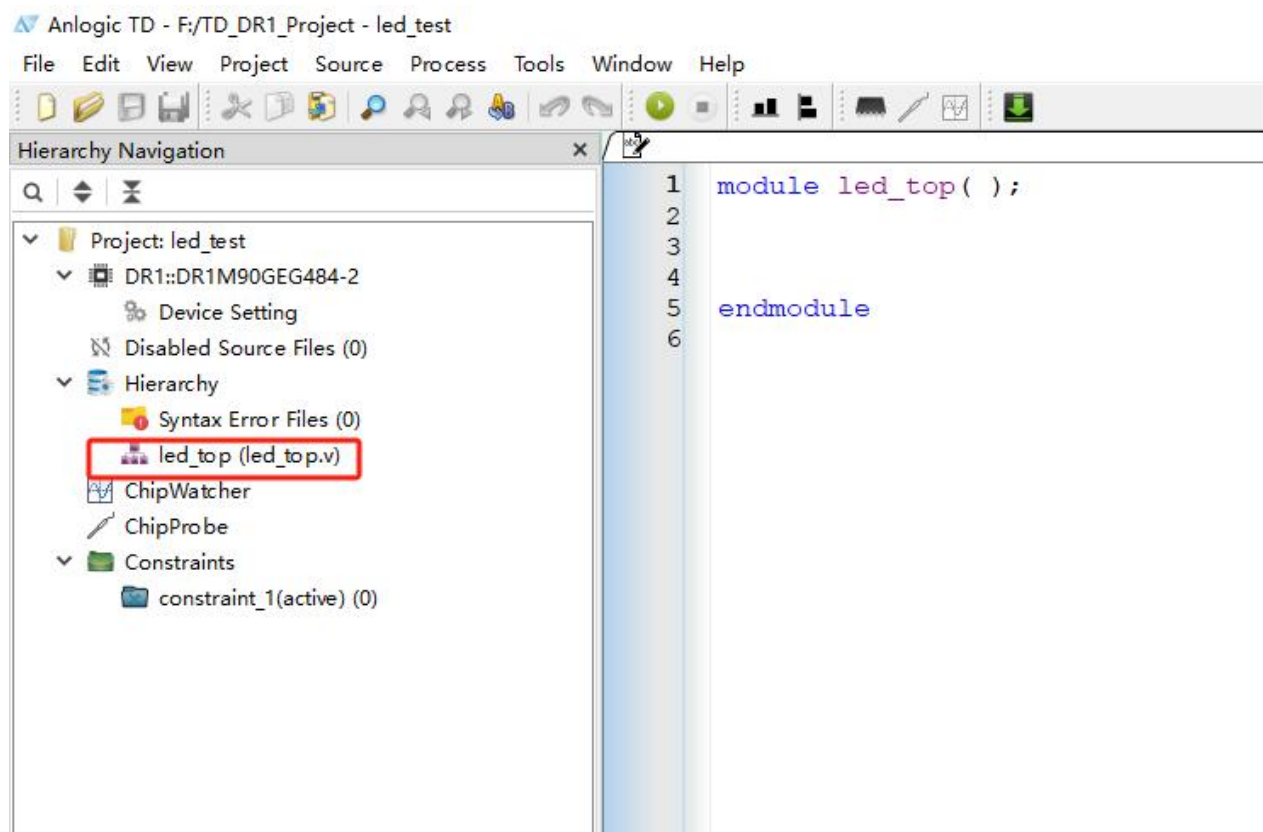 Anlogic TD - F:/TD_DR1_Project - led_test
File Edit View Project Source Process Tools Window Help
Hierarchy Navigation
Project: led_test
DR1::DR1M90GEG484-2
Device Setting
Disabled Source Files (0)
Hierarchy
Syntax Error Files (0)
led_top (led_top.v)
ChipWatcher
ChipProbe
Constraints
constraint_1(active) (0)
1 module led_top( );
2
3
4
5 endmodule
6